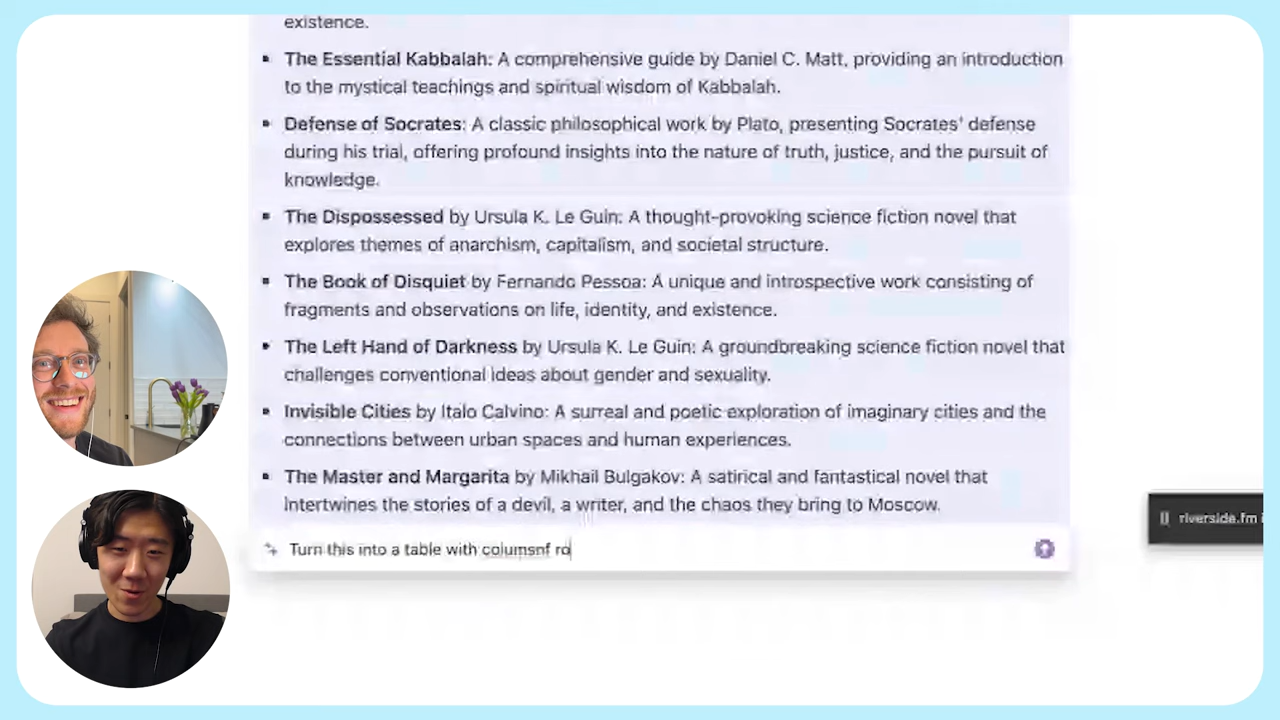 existence.
▪ The Essential Kabbalah: A comprehensive guide by Daniel C. Matt, providing an introduction
to the mystical teachings and spiritual wisdom of Kabbalah.
▪ Defense of Socrates: A classic philosophical work by Plato, presenting Socrates' defense
during his trial, offering profound insights into the nature of truth, justice, and the pursuit of
knowledge.
▪ The Dispossessed by Ursula K. Le Guin: A thought-provoking science fiction novel that
explores themes of anarchism, capitalism, and societal structure.
▪ The Book of Disquiet by Fernando Pessoa: A unique and introspective work consisting of
fragments and observations on life, identity, and existence.
▪ The Left Hand of Darkness by Ursula K. Le Guin: A groundbreaking science fiction novel that
challenges conventional ideas about gender and sexuality.
▪ Invisible Cities by Italo Calvino: A surreal and poetic exploration of imaginary cities and the
connections between urban spaces and human experiences.
▪ The Master and Margarita by Mikhail Bulgakov: A satirical and fantastical novel that
intertwines the stories of a devil, a writer, and the chaos they bring to Moscow.
riverside.fm i
Turn this into a table with columsnf ro